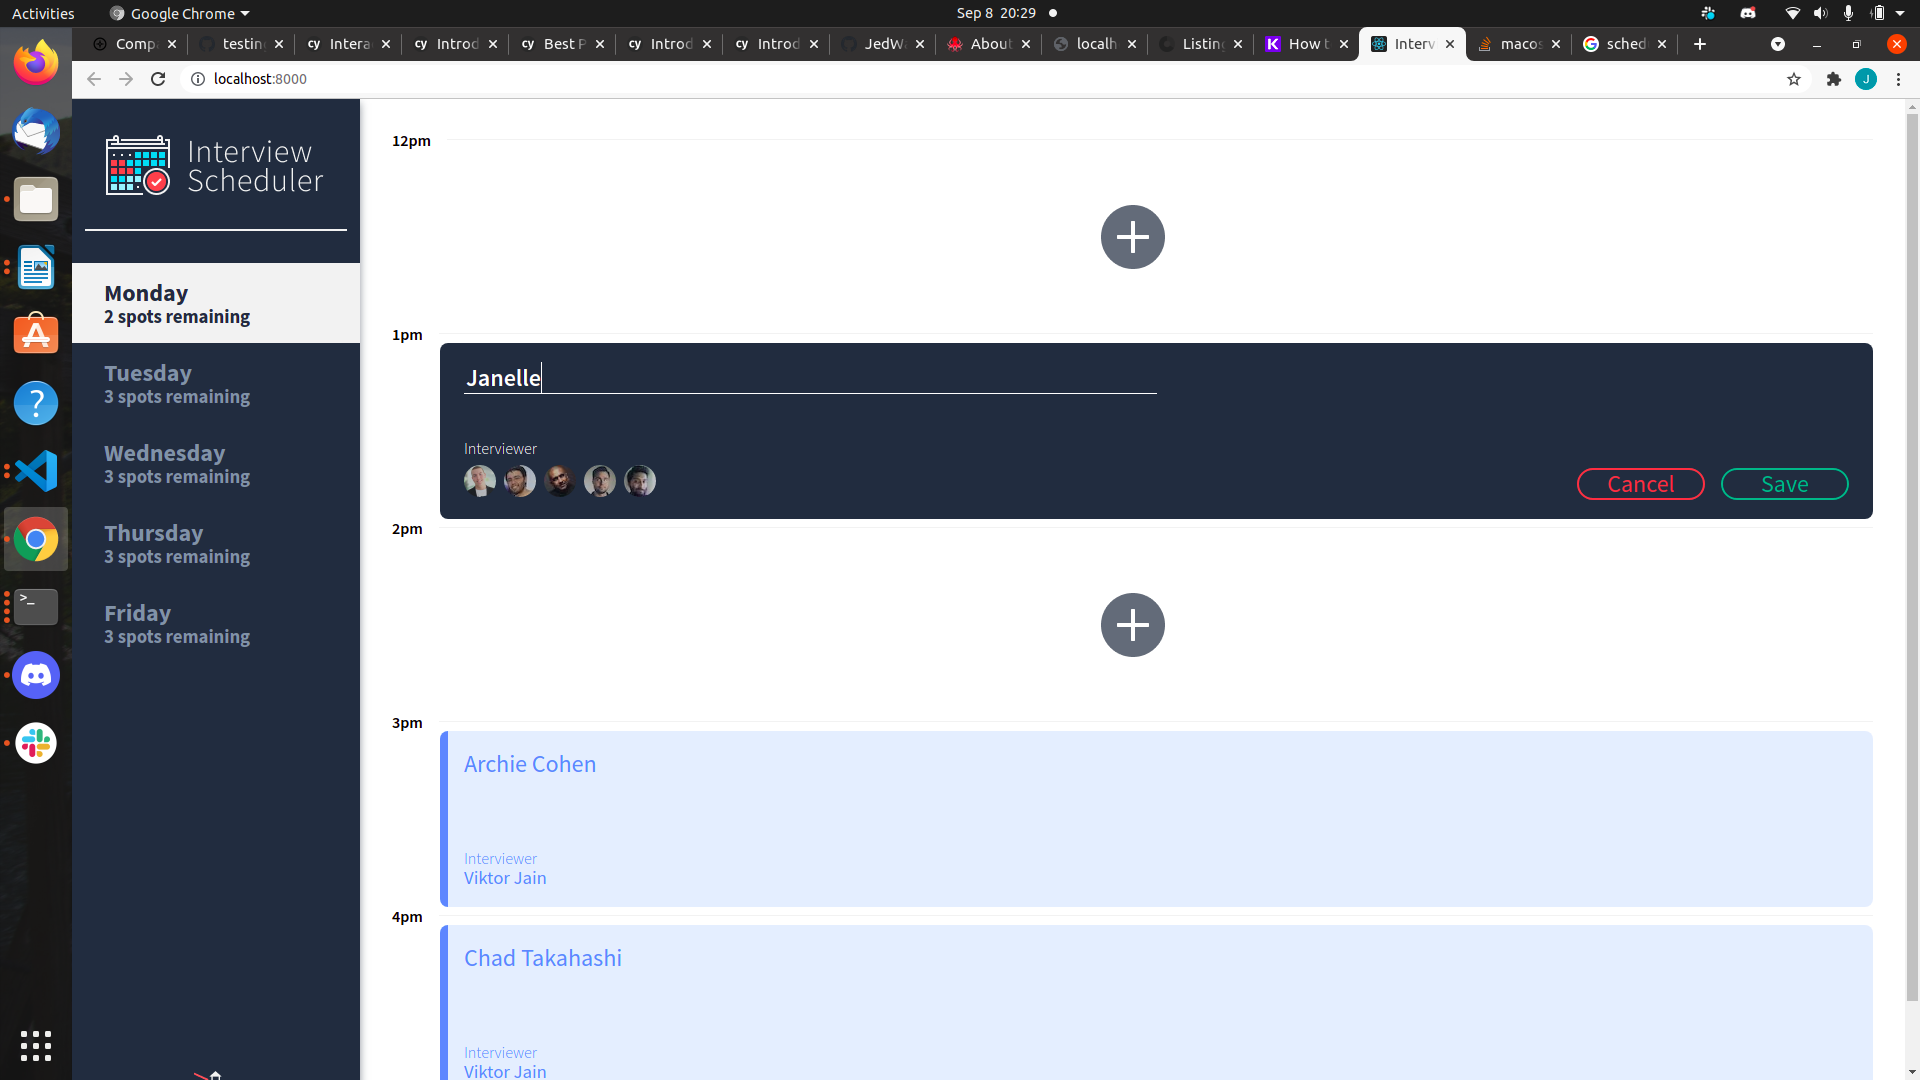 Activities
Google Chrome
Sep 8 20:29
Comp
testin
cy Intera
cy Introd
cy Best P
cy Introd
cy Introd
JedW
About
localh
Listing
K How t
Interv
macos
sched
localhost:8000
J
Interview
Scheduler
Monday
2 spots remaining
Tuesday
3 spots remaining
Wednesday
3 spots remaining
Thursday
3 spots remaining
Friday
3 spots remaining
12pm
1pm
Janelle
Interviewer
Cancel
Save
2pm
3pm
Archie Cohen
Interviewer
Viktor Jain
4pm
Chad Takahashi
Interviewer
Viktor Jain